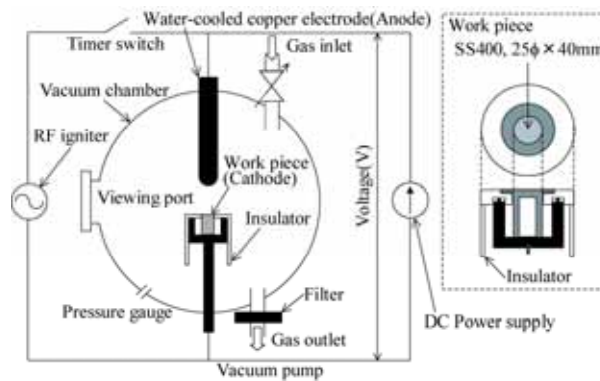 Water-cooled copper electrode(Anode)
Timer switch
Gas inlet
Vacuum chamber
RF igniter
Work piece
(Cathode)
Viewing port
Insulator
Voltage(V)
Pressure gauge
Filter
Gas outlet
DC Power supply
Vacuum pump
Work piece
SS400, 25ϕ × 40mm
Insulator